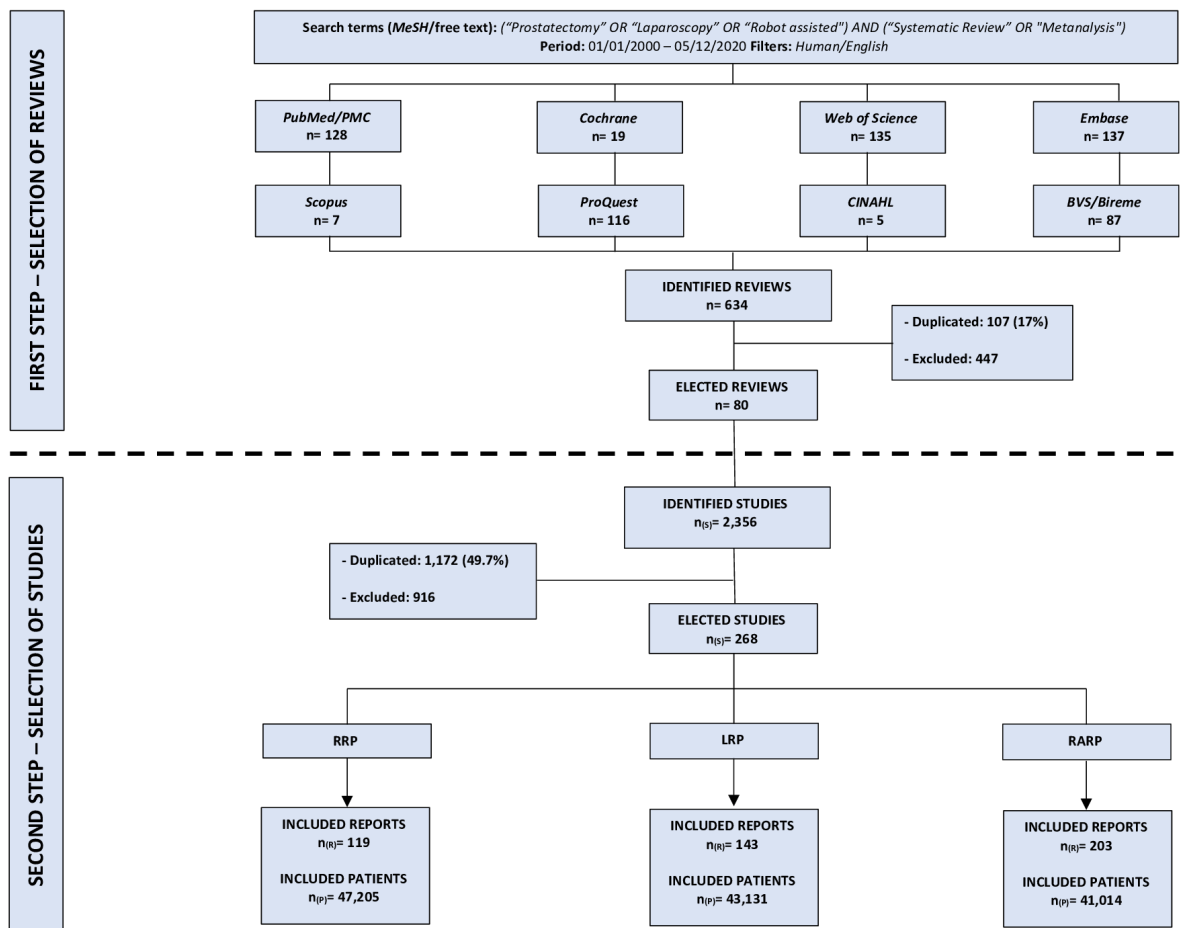 FIRST STEP – SELECTION OF REVIEWS
Search terms (MeSH/free text): (“Prostatectomy” OR “Laparoscopy” OR “Robot assisted") AND (“Systematic Review” OR "Metanalysis”)
Period: 01/01/2000 – 05/12/2020 Filters: Human/English
PubMed/PMC
n= 128
Cochrane
n= 19
Web of Science
n= 135
Embase
n= 137
Scopus
n= 7
ProQuest
n= 116
CINAHL
n= 5
BVS/Bireme
n= 87
IDENTIFIED REVIEWS
n= 634
- Duplicated: 107 (17%)
- Excluded: 447
ELECTED REVIEWS
n= 80
SECOND STEP – SELECTION OF STUDIES
IDENTIFIED STUDIES
n(S)= 2,356
- Duplicated: 1,172 (49.7%)
- Excluded: 916
ELECTED STUDIES
n(S)= 268
RRP
LRP
RARP
INCLUDED REPORTS
n(R)= 119
INCLUDED PATIENTS
n(P)= 47,205
INCLUDED REPORTS
n(R)= 143
INCLUDED PATIENTS
n(P)= 43,131
INCLUDED REPORTS
n(R)= 203
INCLUDED PATIENTS
n(P)= 41,014